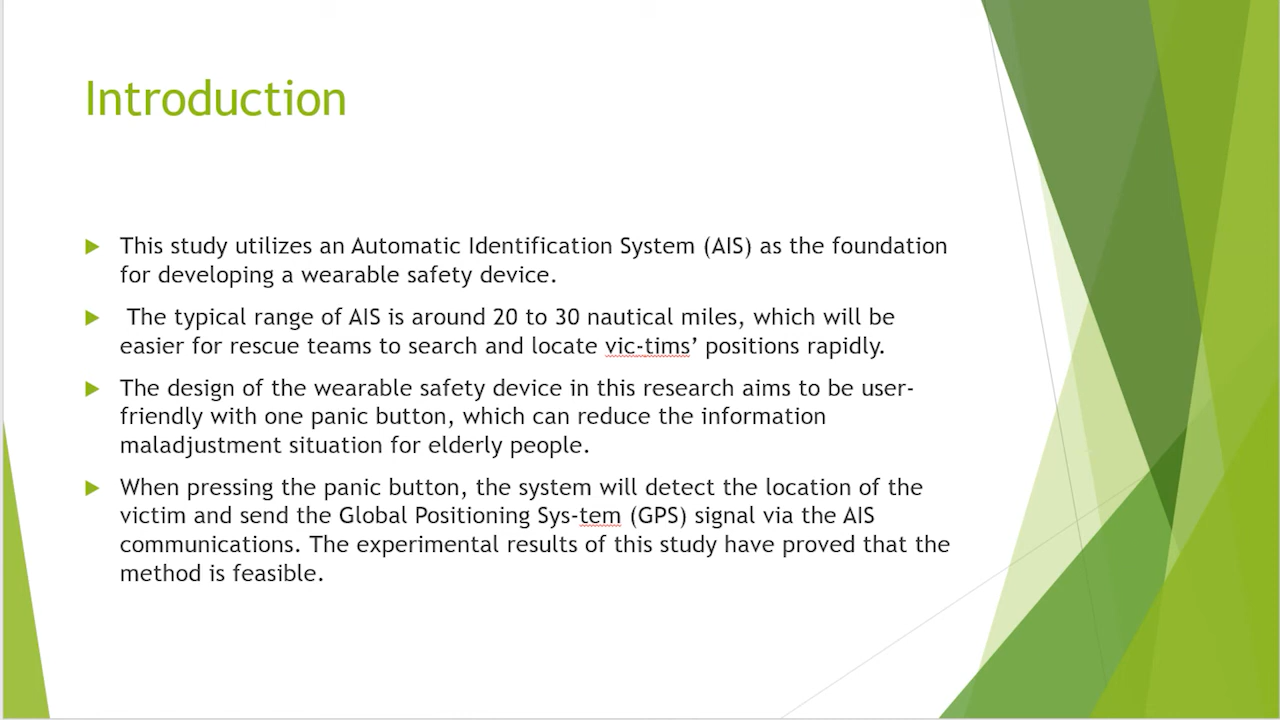 Introduction
This study utilizes an Automatic Identification System (AIS) as the foundation
for developing a wearable safety device.
The typical range of AIS is around 20 to 30 nautical miles, which will be
easier for rescue teams to search and locate vic-tims’ positions rapidly.
The design of the wearable safety device in this research aims to be user-
friendly with one panic button, which can reduce the information
maladjustment situation for elderly people.
When pressing the panic button, the system will detect the location of the
victim and send the Global Positioning Sys-tem (GPS) signal via the AIS
communications. The experimental results of this study have proved that the
method is feasible.